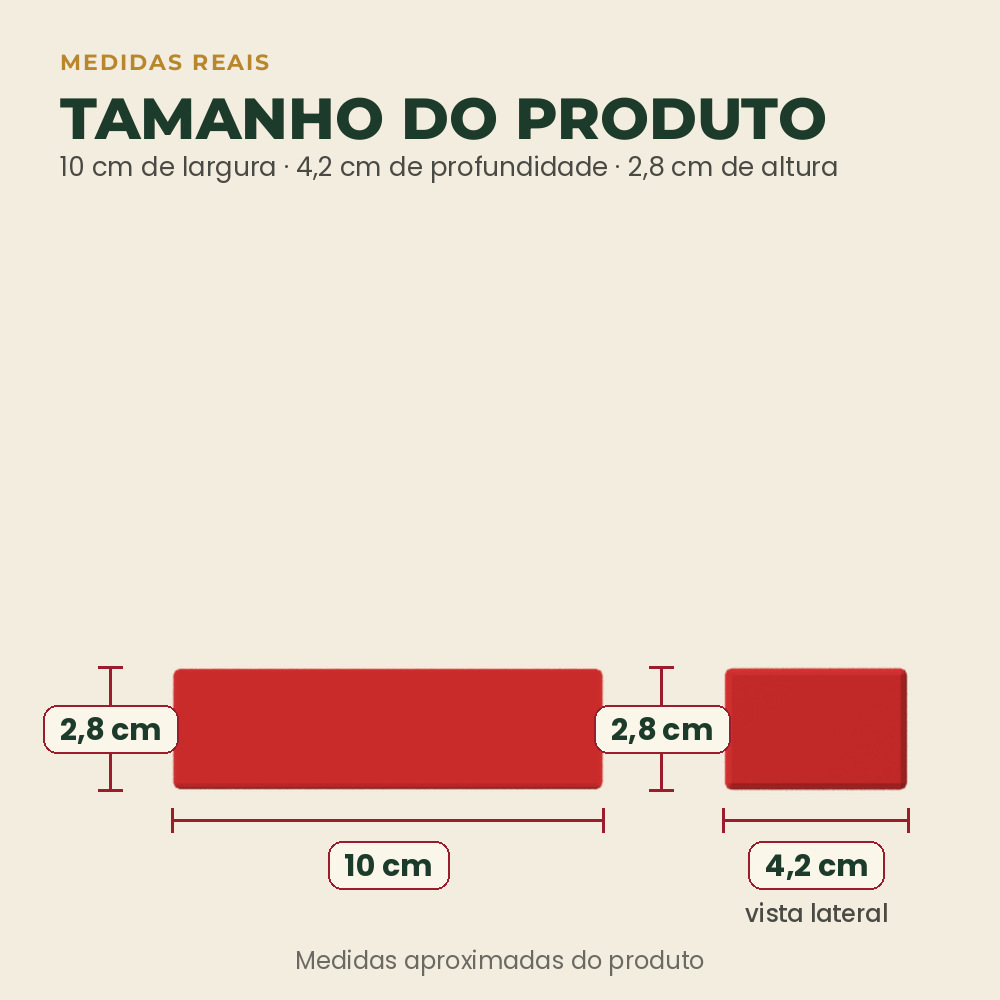 MEDIDAS REAIS
TAMANHO DO PRODUTO
10 cm de largura · 4,2 cm de profundidade · 2,8 cm de altura
2,8 cm
2,8 cm
10 cm
4,2 cm
vista lateral
Medidas aproximadas do produto